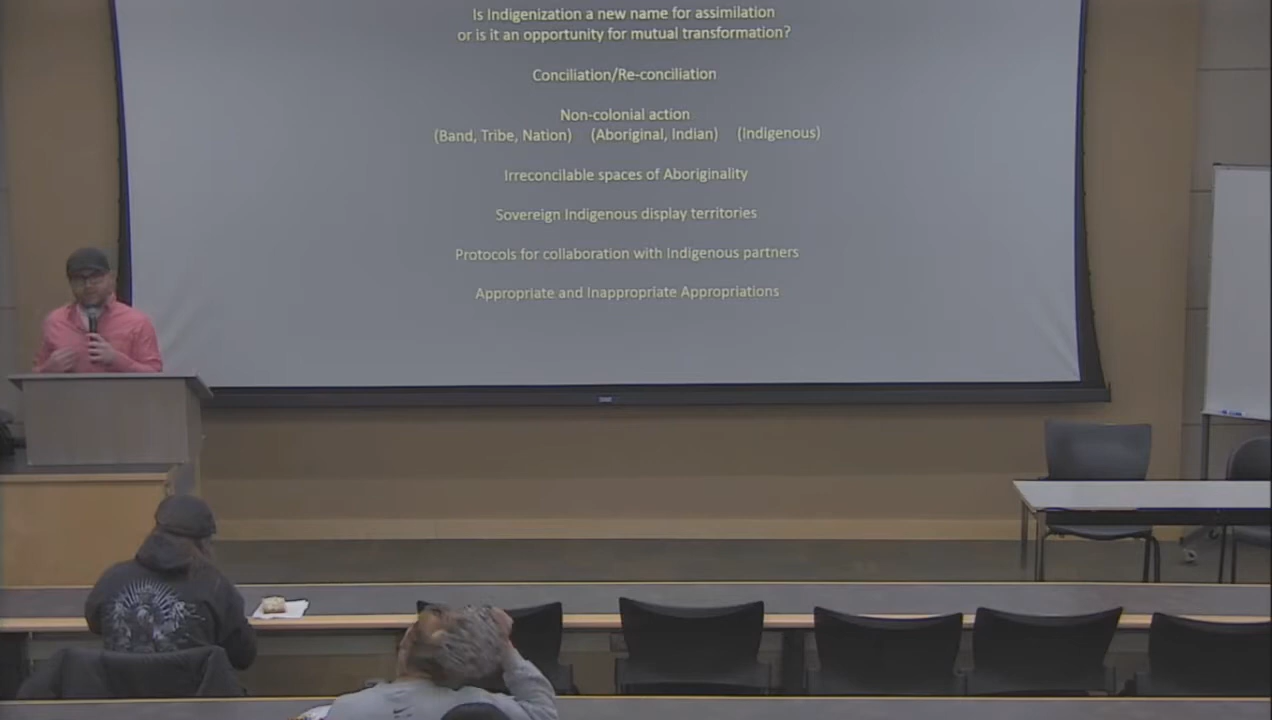 Is Indigenization a new name for assimilation
or is it an opportunity for mutual transformation?
Conciliation/Re-conciliation
Non-colonial action
(Band, Tribe, Nation) (Aboriginal, Indian) (Indigenous)
Irreconcilable spaces of Aboriginality
Sovereign Indigenous display territories
Protocols for collaboration with Indigenous partners
Appropriate and Inappropriate Appropriations